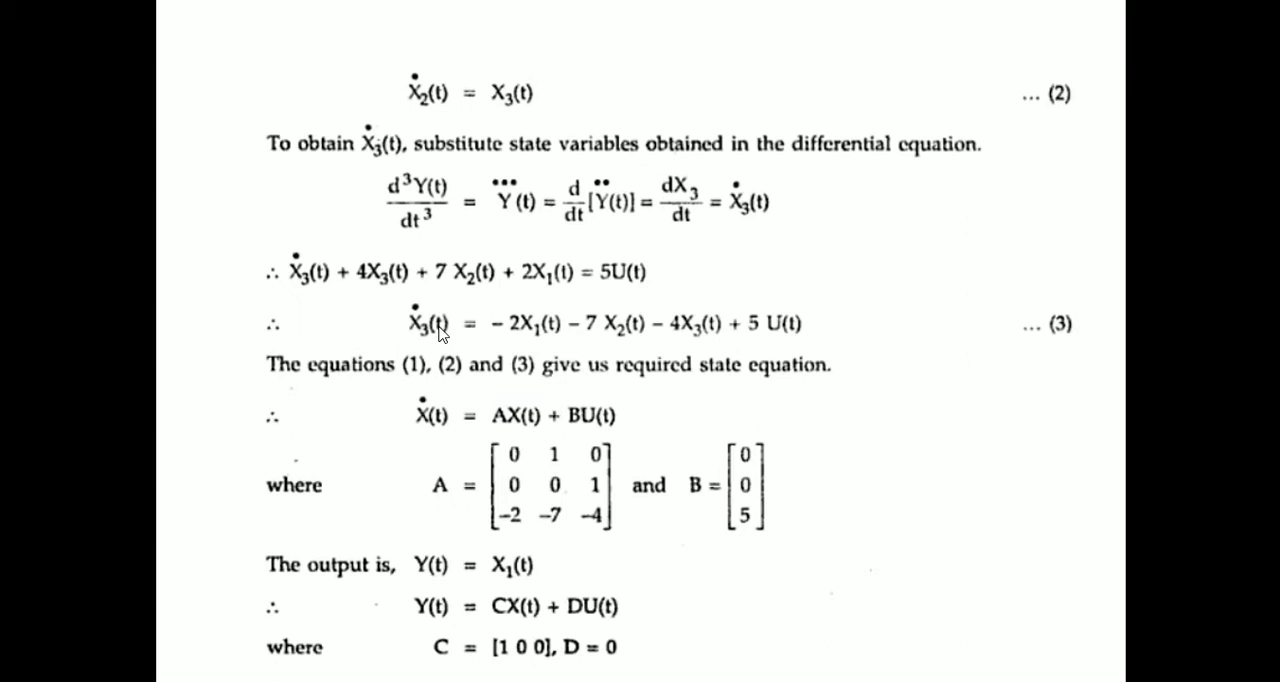 Ẋ₂(t) = X₃(t) ... (2)
To obtain Ẋ₃(t), substitute state variables obtained in the differential equation.
d³Y(t)/dt³ = Y⃛(t) = d/dt [Ÿ(t)] = dX₃/dt = Ẋ₃(t)
∴ Ẋ₃(t) + 4X₃(t) + 7 X₂(t) + 2X₁(t) = 5U(t)
∴ Ẋ₃(t) = − 2X₁(t) − 7 X₂(t) − 4X₃(t) + 5 U(t) ... (3)
The equations (1), (2) and (3) give us required state equation.
∴ Ẋ(t) = AX(t) + BU(t)
where A = [0 1 0; 0 0 1; −2 −7 −4] and B = [0; 0; 5]
The output is, Y(t) = X₁(t)
∴ Y(t) = CX(t) + DU(t)
where C = [1 0 0], D = 0